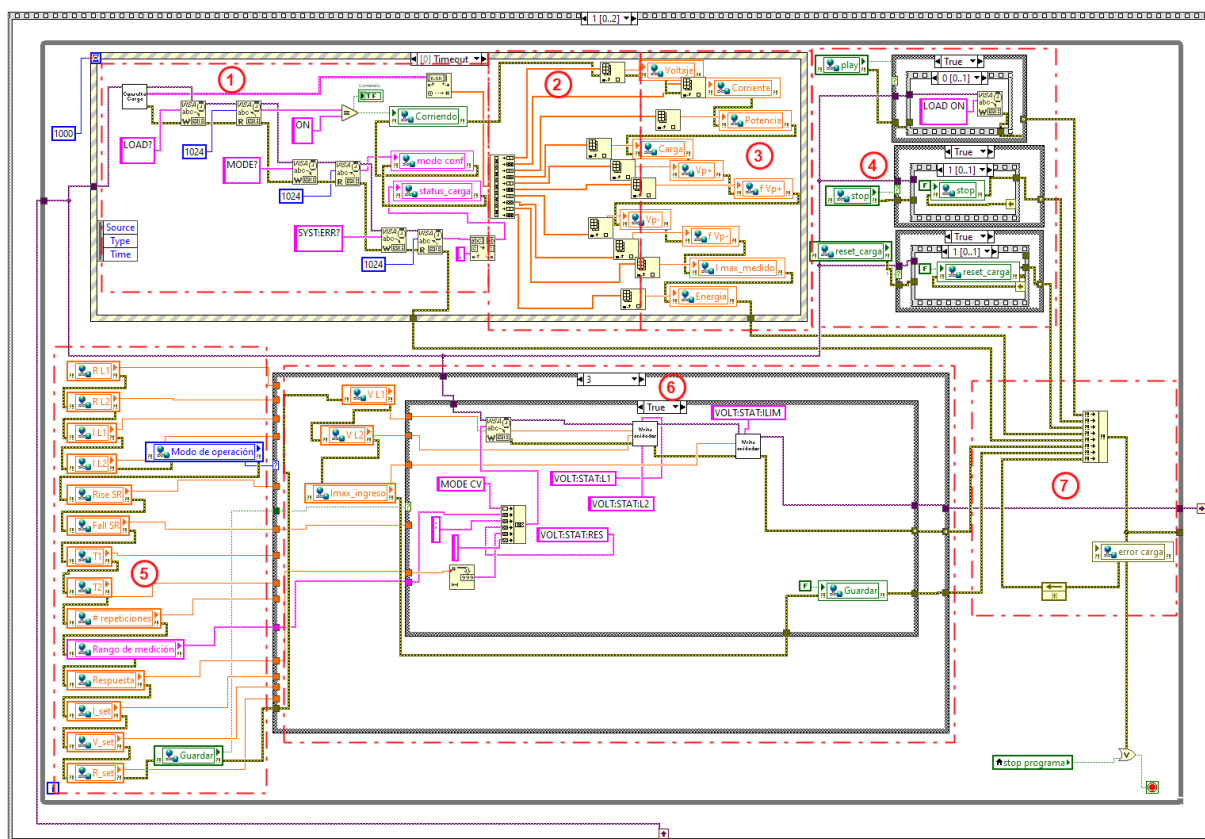 1 [0..2]
[0] Timeout
1
2
3
4
1000
Consulta
Carga
LOAD?
1024
ON
Corriendo
TF
Corriendo
MODE?
1024
modo conf
status_carga
SYST:ERR?
1024
Source
Type
Time
Voltaje
Corriente
Potencia
Carga
Vp+
f Vp+
Vp-
f Vp-
I max_medido
Energia
play
True
0 [0..1]
LOAD ON
stop
True
1 [0..1]
F
stop
reset_carga
True
1 [0..1]
F
reset_carga
R L1
R L2
I L1
I L2
Modo de operación
Rise SR
Fall SR
T1
T2
5
# repeticiones
Rango de medición
Respuesta
I_set
V_set
Guardar
R_set
i
3
6
True
V L1
V L2
Imax_ingreso
MODE CV
VOLT:STAT:ILIM
VOLT:STAT:L1
VOLT:STAT:L2
VOLT:STAT:RES
F
Guardar
7
error carga
stop programa